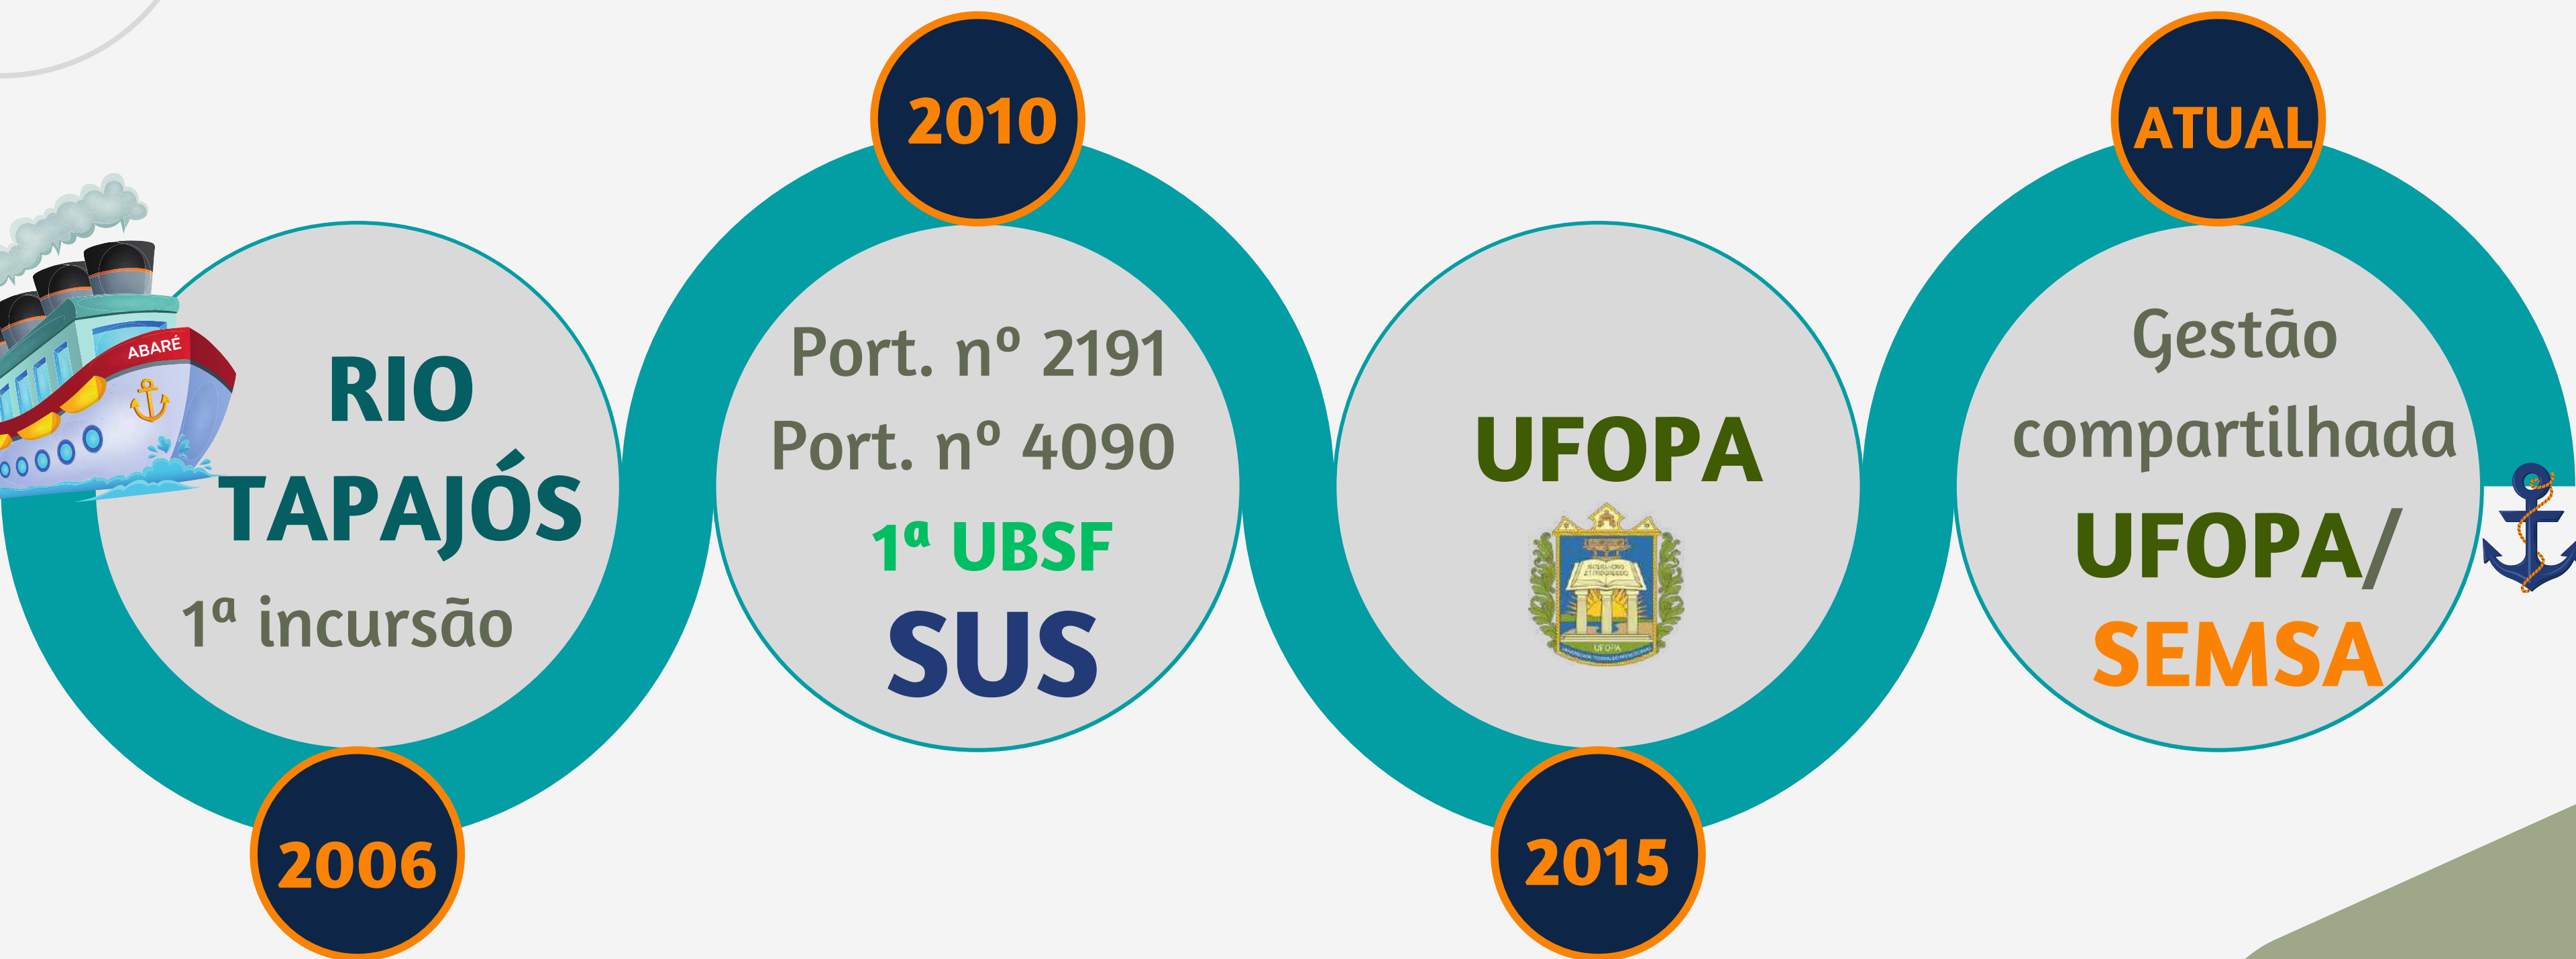 ABARÉ
RIO
TAPAJÓS
1ª incursão
2006
2010
Port. nº 2191
Port. nº 4090
1ª UBSF
SUS
UFOPA
UFOPA
2015
ATUAL
Gestão
compartilhada
UFOPA/
SEMSA